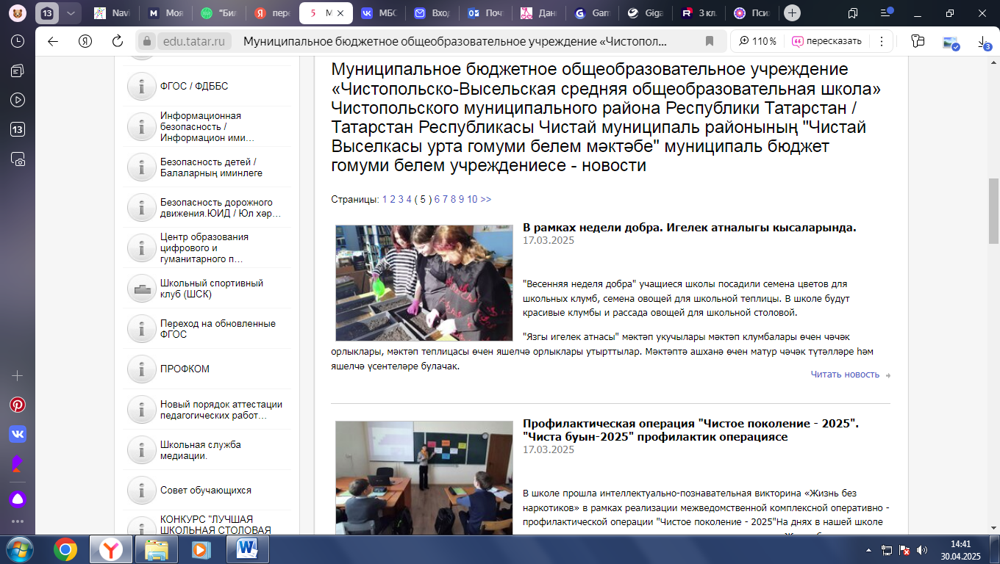 13
Navi
Моя
"Бил
пере
М
МБС
Вход
Почт
Данн
Gam
Giga
3 кл
Псих
edu.tatar.ru
Муниципальное бюджетное общеобразовательное учреждение «Чистопол...
110 %
пересказать
3
13
ФГОС / ФДББС
Информационная
безопасность /
Информацион ими…
Безопасность детей /
Балаларның иминлеге
Безопасность дорожного
движения.ЮИД / Юл хәр…
Центр образования
цифрового и
гуманитарного п…
Школьный спортивный
клуб (ШСК)
Переход на обновленные
ФГОС
ПРОФКОМ
Новый порядок аттестации
педагогических работ…
Школьная служба
медиации.
Совет обучающихся
КОНКУРС "ЛУЧШАЯ
ШКОЛЬНАЯ СТОЛОВАЯ
Муниципальное бюджетное общеобразовательное учреждение
«Чистопольско-Высельская средняя общеобразовательная школа»
Чистопольского муниципального района Республики Татарстан /
Татарстан Республикасы Чистай муниципаль районының "Чистай
Выселкасы урта гомуми белем мәктәбе" муниципаль бюджет
гомуми белем учреждениесе - новости
Страницы: 1 2 3 4 ( 5 ) 6 7 8 9 10 >>
В рамках недели добра. Игелек атналыгы кысаларында.
17.03.2025
"Весенняя неделя добра" учащиеся школы посадили семена цветов для
школьных клумб, семена овощей для школьной теплицы. В школе будут
красивые клумбы и рассада овощей для школьной столовой.
"Язгы игелек атнасы" мәктәп укучылары мәктәп клумбалары өчен чәчәк
орлыклары, мәктәп теплицасы өчен яшелчә орлыклары утырттылар. Мәктәптә ашханә өчен матур чәчәк түтәлләре һәм
яшелчә үсентеләре булачак.
Читать новость
Профилактическая операция "Чистое поколение - 2025".
"Чиста буын-2025" профилактик операциясе
17.03.2025
В школе прошла интеллектуально-познавательная викторина «Жизнь без
наркотиков» в рамках реализации межведомственной комплексной оперативно -
профилактической операции "Чистое поколение - 2025"На днях в нашей школе
14:41
30.04.2025